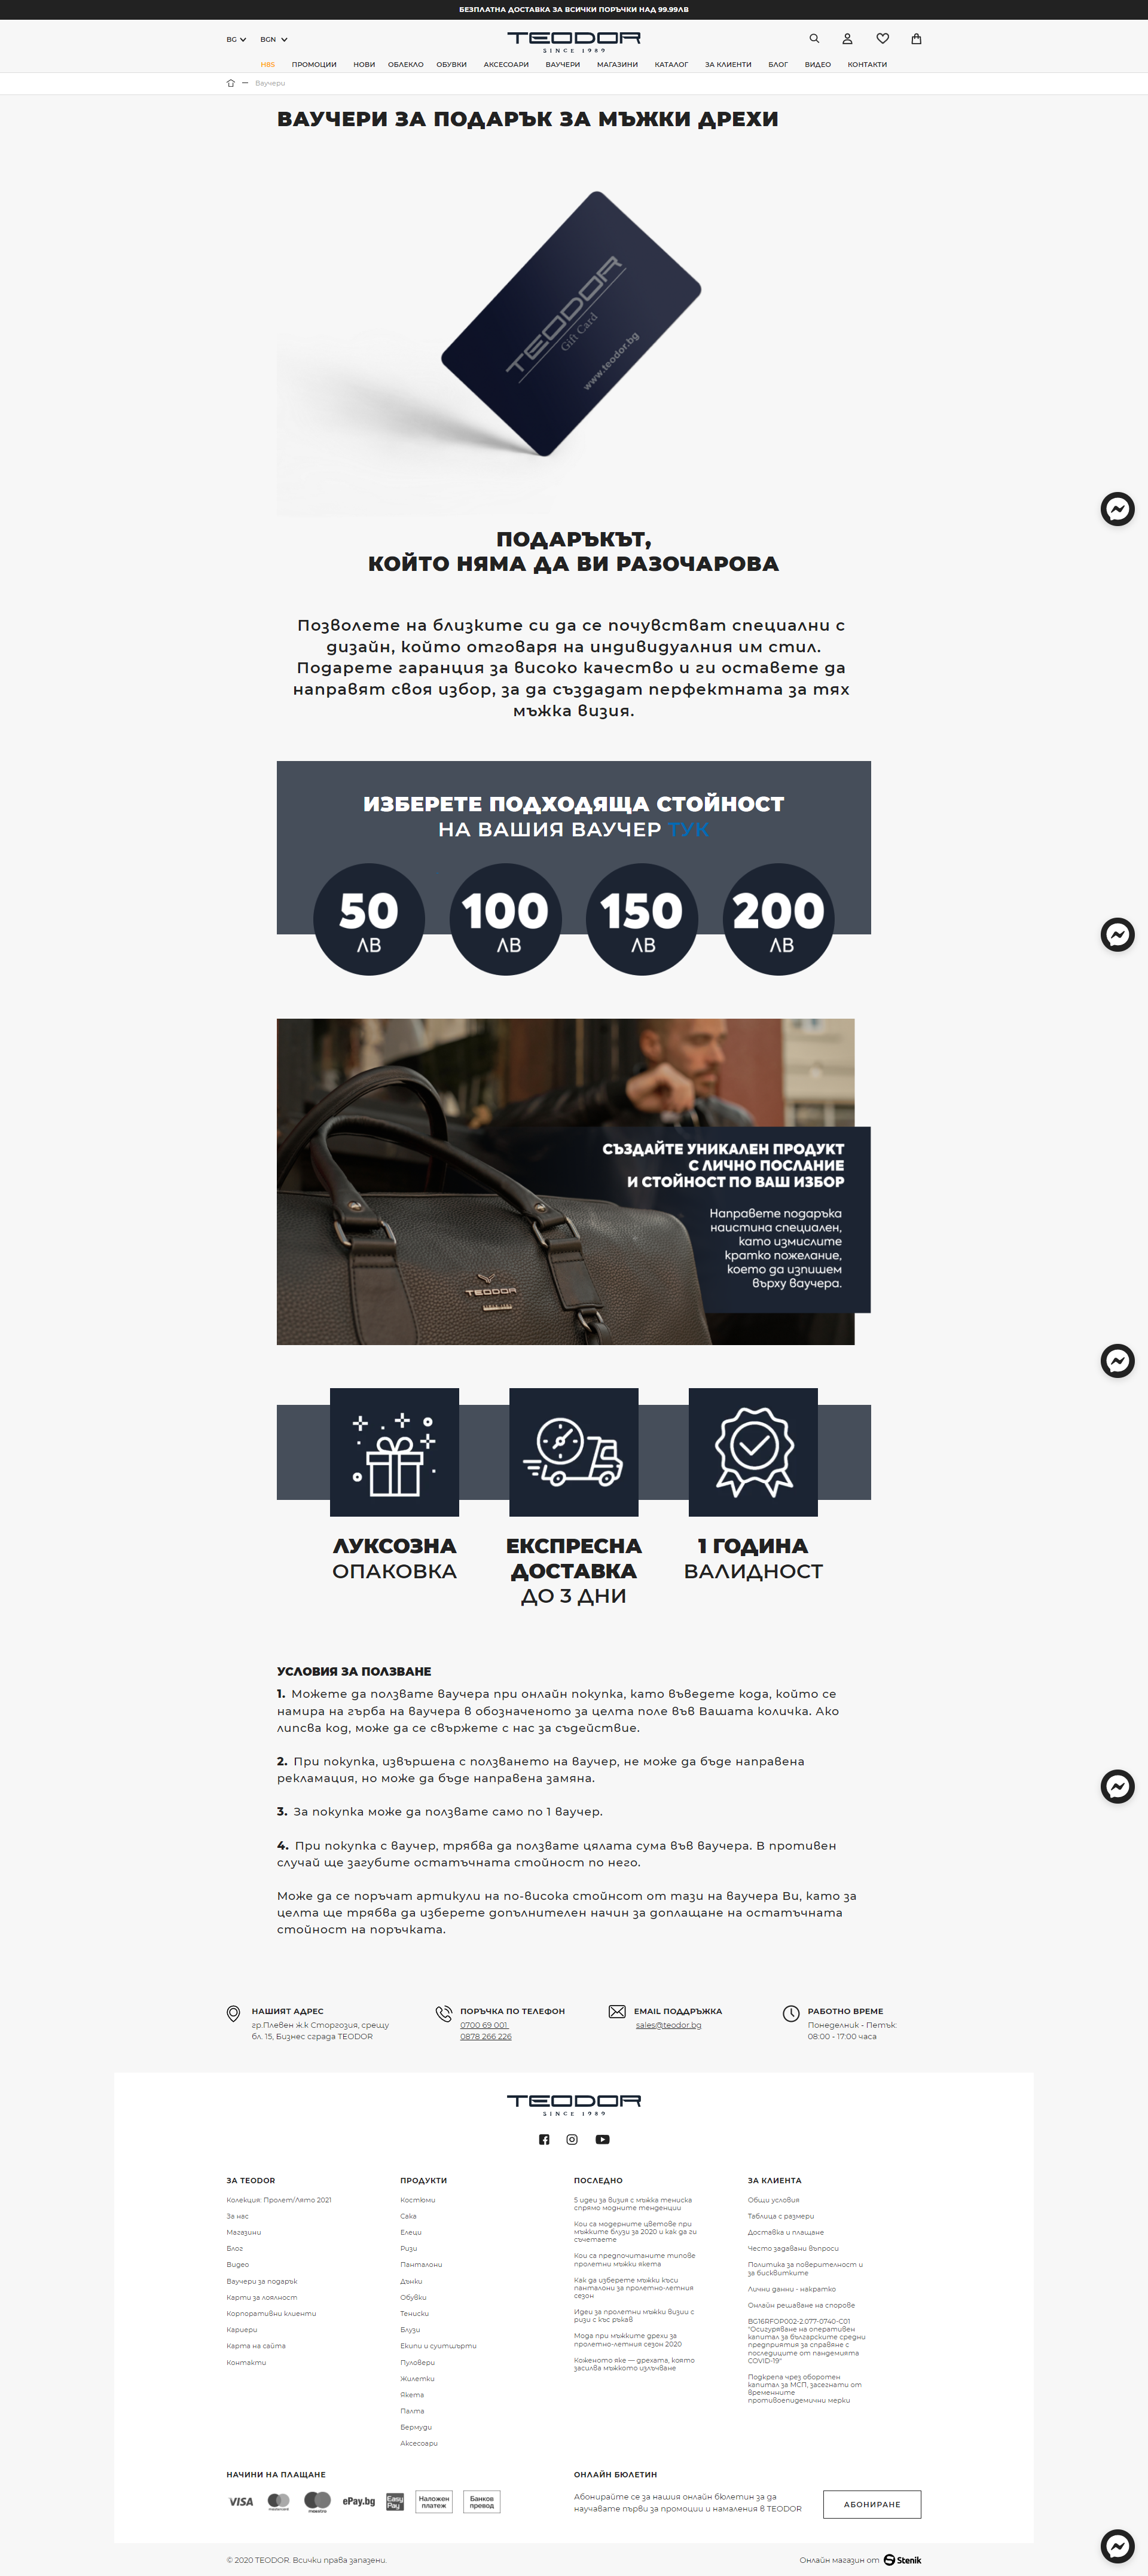 БЕЗПЛАТНА ДОСТАВКА ЗА ВСИЧКИ ПОРЪЧКИ НАД 99.99ЛВ
BG BGN
TEODOR
SINCE 1989
H8S ПРОМОЦИИ НОВИ ОБЛЕКЛО ОБУВКИ АКСЕСОАРИ ВАУЧЕРИ МАГАЗИНИ КАТАЛОГ ЗА КЛИЕНТИ БЛОГ ВИДЕО КОНТАКТИ
Ваучери
ВАУЧЕРИ ЗА ПОДАРЪК ЗА МЪЖКИ ДРЕХИ
TEODOR
Gift Card
www.teodor.bg
ПОДАРЪКЪТ,
КОЙТО НЯМА ДА ВИ РАЗОЧАРОВА
Позволете на близките си да се почувстват специални с
дизайн, който отговаря на индивидуалния им стил.
Подарете гаранция за високо качество и ги оставете да
направят своя избор, за да създадат перфектната за тях
мъжка визия.
ИЗБЕРЕТЕ ПОДХОДЯЩА СТОЙНОСТ
НА ВАШИЯ ВАУЧЕР ТУК
50 100 150 200
ЛВ ЛВ ЛВ ЛВ
СЪЗДАЙТЕ УНИКАЛЕН ПРОДУКТ
С ЛИЧНО ПОСЛАНИЕ
И СТОЙНОСТ ПО ВАШ ИЗБОР
Направете подаръка
наистина специален,
като измислите
кратко пожелание,
което да изпишем
върху ваучера.
TEODOR
ЛУКСОЗНА
ОПАКОВКА
ЕКСПРЕСНА
ДОСТАВКА
ДО 3 ДНИ
1 ГОДИНА
ВАЛИДНОСТ
УСЛОВИЯ ЗА ПОЛЗВАНЕ
1. Можете да ползвате ваучера при онлайн покупка, като въведете кода, който се
намира на гърба на ваучера в обозначеното за целта поле във Вашата количка. Ако
липсва код, може да се свържете с нас за съдействие.
2. При покупка, извършена с ползването на ваучер, не може да бъде направена
рекламация, но може да бъде направена замяна.
3. За покупка може да ползвате само по 1 ваучер.
4. При покупка с ваучер, трябва да ползвате цялата сума във ваучера. В противен
случай ще загубите остатъчната стойност по него.
Може да се поръчат артикули на по-висока стойнсот от тази на ваучера Ви, като за
целта ще трябва да изберете допълнителен начин за доплащане на остатъчната
стойност на поръчката.
НАШИЯТ АДРЕС
гр.Плевен ж.к Сторгозия, срещу
бл. 15, Бизнес сграда TEODOR
ПОРЪЧКА ПО ТЕЛЕФОН
0700 69 001
0878 266 226
EMAIL ПОДДРЪЖКА
sales@teodor.bg
РАБОТНО ВРЕМЕ
Понеделник - Петък:
08:00 - 17:00 часа
TEODOR
SINCE 1989
ЗА TEODOR
Колекция: Пролет/Лято 2021
За нас
Магазини
Блог
Видео
Ваучери за подарък
Карти за лоялност
Корпоративни клиенти
Кариери
Карта на сайта
Контакти
ПРОДУКТИ
Костюми
Сака
Елеци
Ризи
Панталони
Дънки
Обувки
Тениски
Блузи
Екипи и суитшърти
Пуловери
Жилетки
Якета
Палта
Бермуди
Аксесоари
ПОСЛЕДНО
5 идеи за визия с мъжка тениска
спрямо модните тенденции
Кои са модерните цветове при
мъжките блузи за 2020 и как да ги
съчетаете
Кои са предпочитаните типове
пролетни мъжки якета
Как да изберете мъжки къси
панталони за пролетно-летния
сезон
Идеи за пролетни мъжки визии с
ризи с къс ръкав
Мода при мъжките дрехи за
пролетно-летния сезон 2020
Коженото яке — дрехата, която
засилва мъжкото излъчване
ЗА КЛИЕНТА
Общи условия
Таблица с размери
Доставка и плащане
Често задавани въпроси
Политика за поверителност и
за бисквитките
Лични данни - накратко
Онлайн решаване на спорове
BG16RFOP002-2.077-0740-C01
"Осигуряване на оперативен
капитал за българските средни
предприятия за справяне с
последиците от пандемията
COVID-19"
Подкрепа чрез оборотен
капитал за МСП, засегнати от
временните
противоепидемични мерки
НАЧИНИ НА ПЛАЩАНЕ
VISA mastercard maestro ePay.bg Easy Pay Наложен платеж Банков превод
ОНЛАЙН БЮЛЕТИН
Абонирайте се за нашия онлайн бюлетин за да
научавате първи за промоции и намаления в TEODOR
АБОНИРАНЕ
© 2020 TEODOR. Всички права запазени.
Онлайн магазин от Stenik